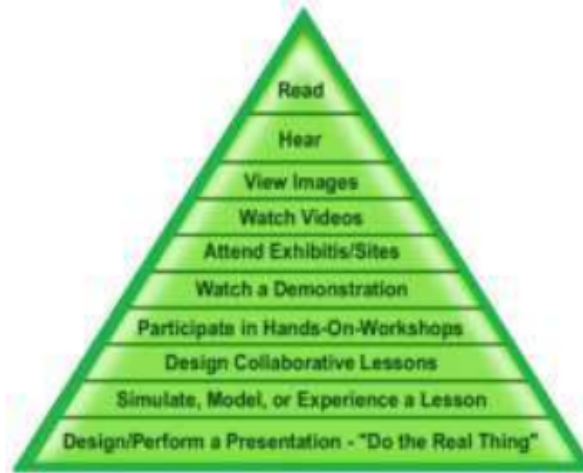 Read
Hear
View Images
Watch Videos
Attend Exhibitis/Sites
Watch a Demonstration
Participate in Hands-On-Workshops
Design Collaborative Lessons
Simulate, Model, or Experience a Lesson
Design/Perform a Presentation - "Do the Real Thing"